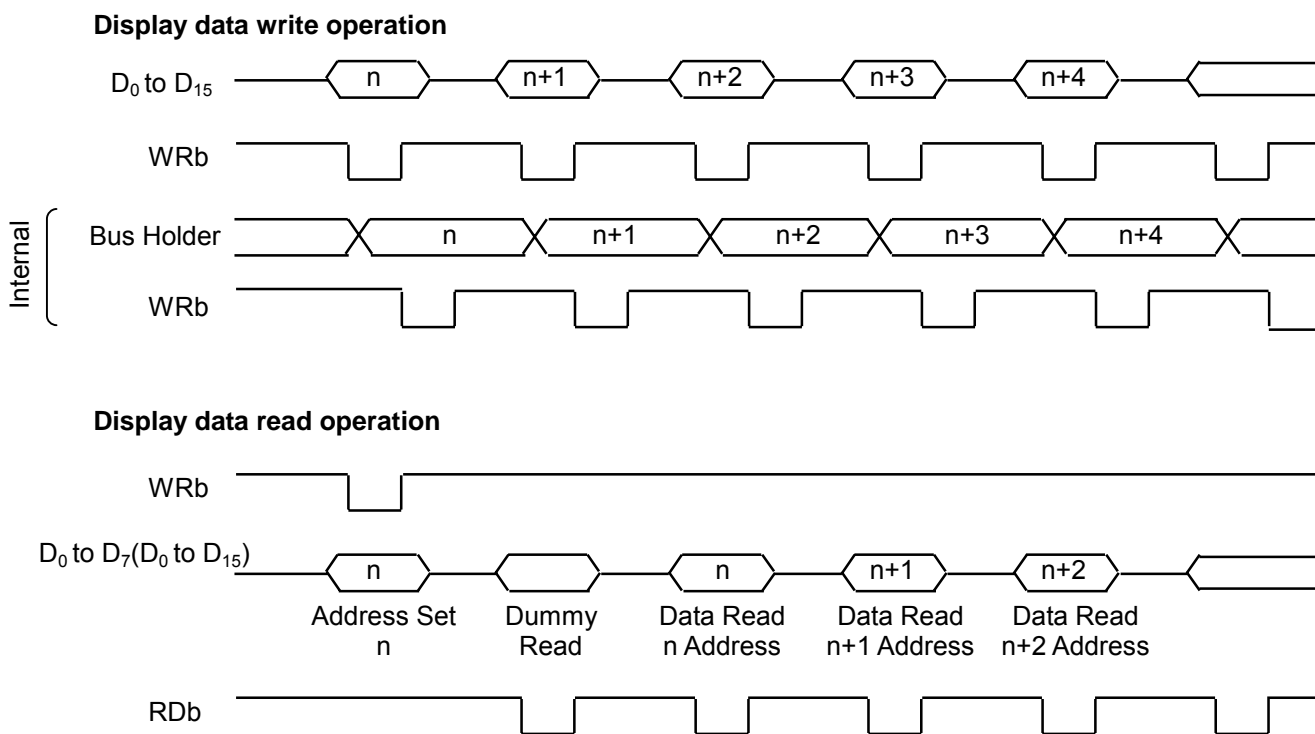 Display data write operation
D₀ to D₁₅
n n+1 n+2 n+3 n+4
WRb
Internal
Bus Holder
n n+1 n+2 n+3 n+4
WRb
Display data read operation
WRb
D₀ to D₇(D₀ to D₁₅)
n n n+1 n+2
Address Set Dummy Data Read Data Read Data Read
n Read n Address n+1 Address n+2 Address
RDb